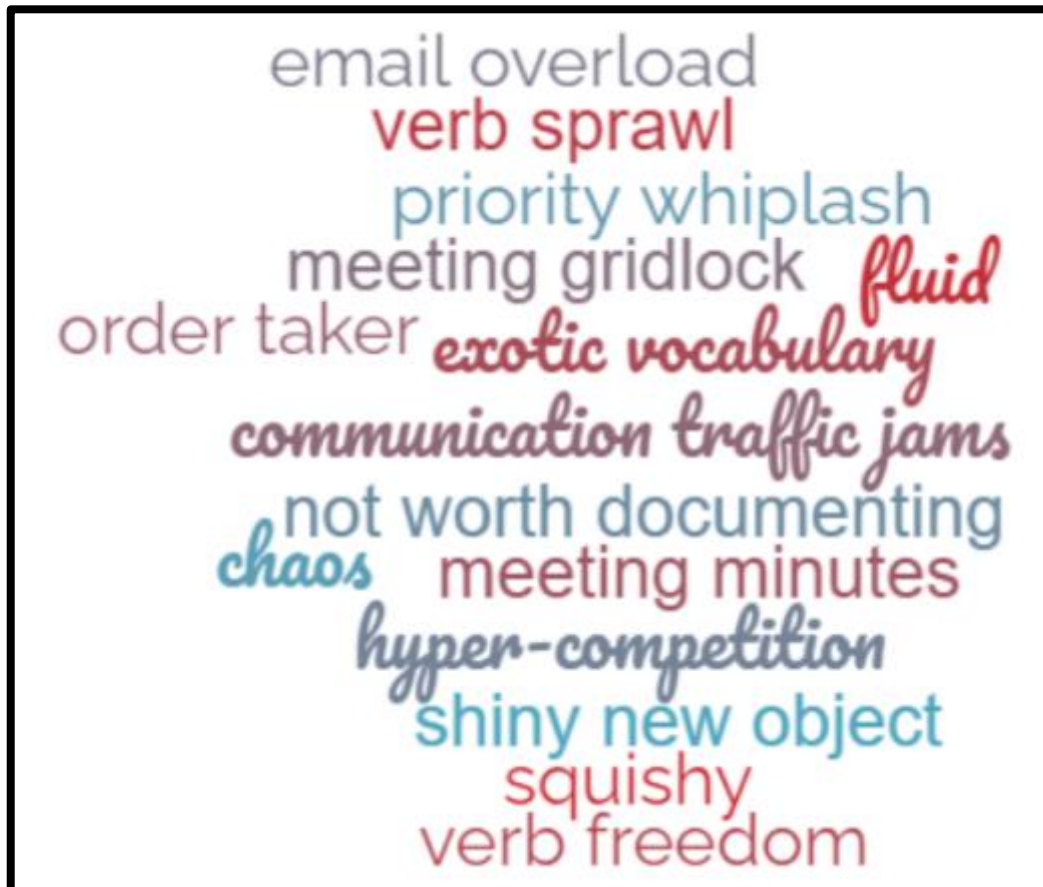 email overload
verb sprawl
priority whiplash
meeting gridlock fluid
order taker exotic vocabulary
communication traffic jams
not worth documenting
chaos meeting minutes
hyper-competition
shiny new object
squishy
verb freedom